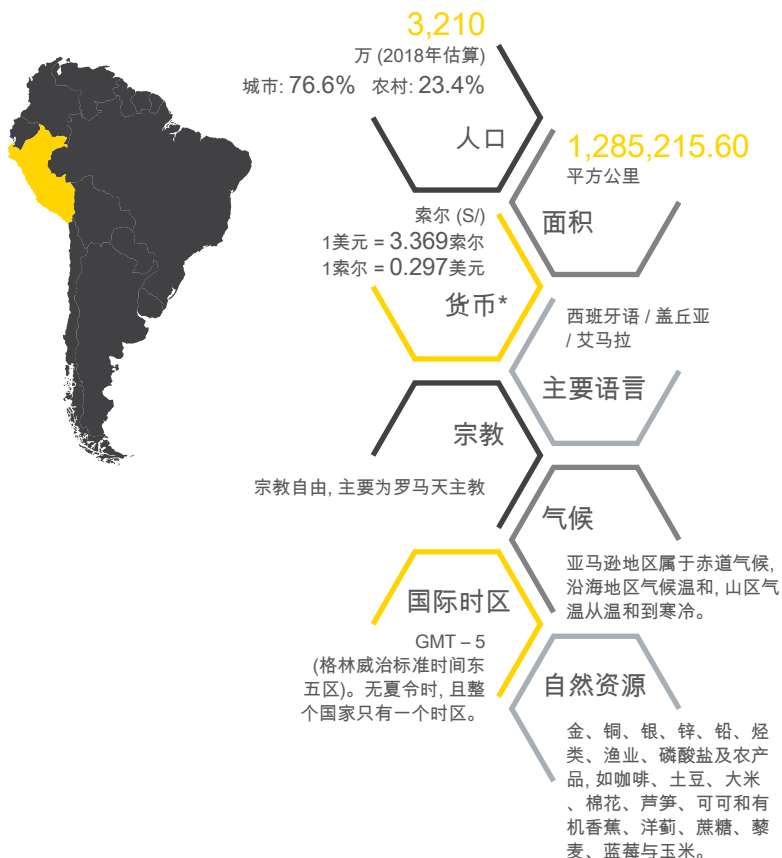 3,210
万 (2018年估算)
城市: 76.6% 农村: 23.4%
人口
1,285,215.60
平方公里
面积
索尔 (S/)
1美元 = 3.369索尔
1索尔 = 0.297美元
货币*
西班牙语 / 盖丘亚
/ 艾马拉
主要语言
宗教
宗教自由, 主要为罗马天主教
气候
亚马逊地区属于赤道气候,
沿海地区气候温和, 山区气
温从温和到寒冷。
国际时区
GMT – 5
(格林威治标准时间东
五区)。无夏令时, 且整
个国家只有一个时区。
自然资源
金、铜、银、锌、铅、烃
类、渔业、磷酸盐及农产
品, 如咖啡、土豆、大米
、棉花、芦笋、可可和有
机香蕉、洋蓟、蔗糖、藜
麦、蓝莓与玉米。